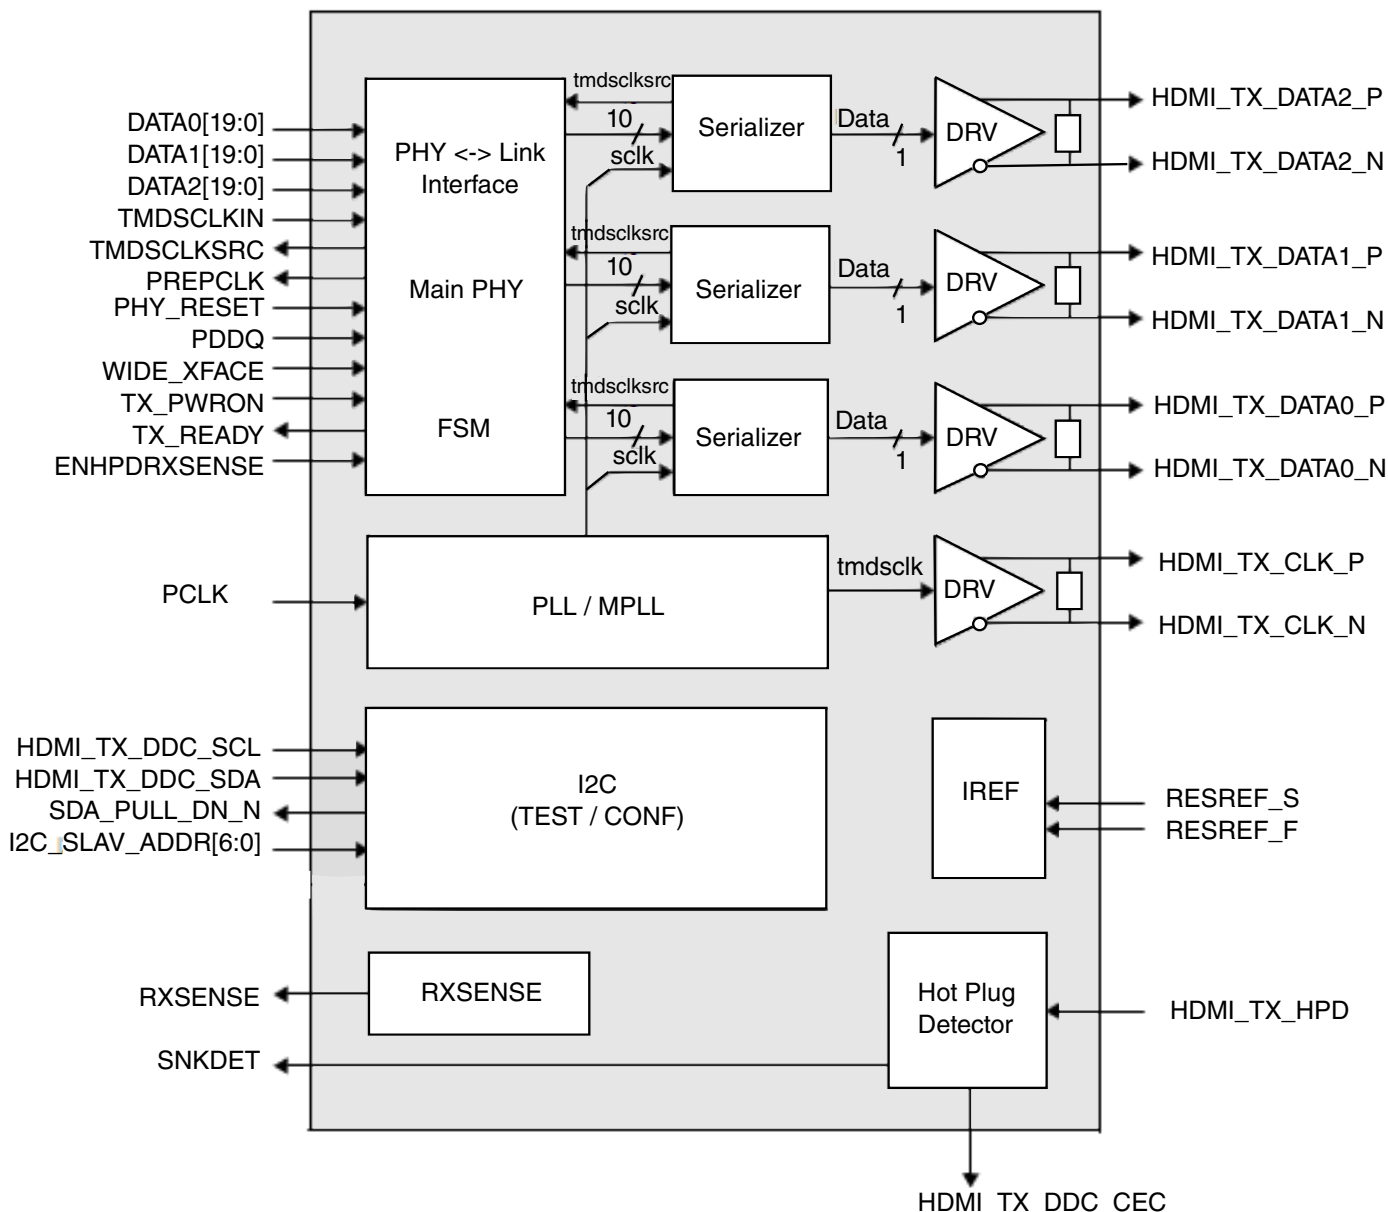 DATA0[19:0]
DATA1[19:0]
DATA2[19:0]
TMDSCLKIN
TMDSCLKSRC
PREPCLK
PHY_RESET
PDDQ
WIDE_XFACE
TX_PWRON
TX_READY
ENHPDRXSENSE
PHY <-> Link
Interface
Main PHY
FSM
tmdsclksrc
10
sclk
Serializer
Data
1
DRV
HDMI_TX_DATA2_P
HDMI_TX_DATA2_N
tmdsclksrc
10
sclk
Serializer
Data
1
DRV
HDMI_TX_DATA1_P
HDMI_TX_DATA1_N
tmdsclksrc
10
sclk
Serializer
Data
1
DRV
HDMI_TX_DATA0_P
HDMI_TX_DATA0_N
PCLK
PLL / MPLL
tmdsclk
DRV
HDMI_TX_CLK_P
HDMI_TX_CLK_N
HDMI_TX_DDC_SCL
HDMI_TX_DDC_SDA
SDA_PULL_DN_N
I2C_SLAV_ADDR[6:0]
I2C
(TEST / CONF)
IREF
RESREF_S
RESREF_F
RXSENSE
RXSENSE
SNKDET
Hot Plug
Detector
HDMI_TX_HPD
HDMI_TX_DDC_CEC